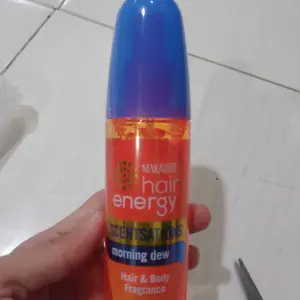 MAKARIZO
hair
energy
SCENTSATIONS
morning dew
Hair & Body
Fragrance